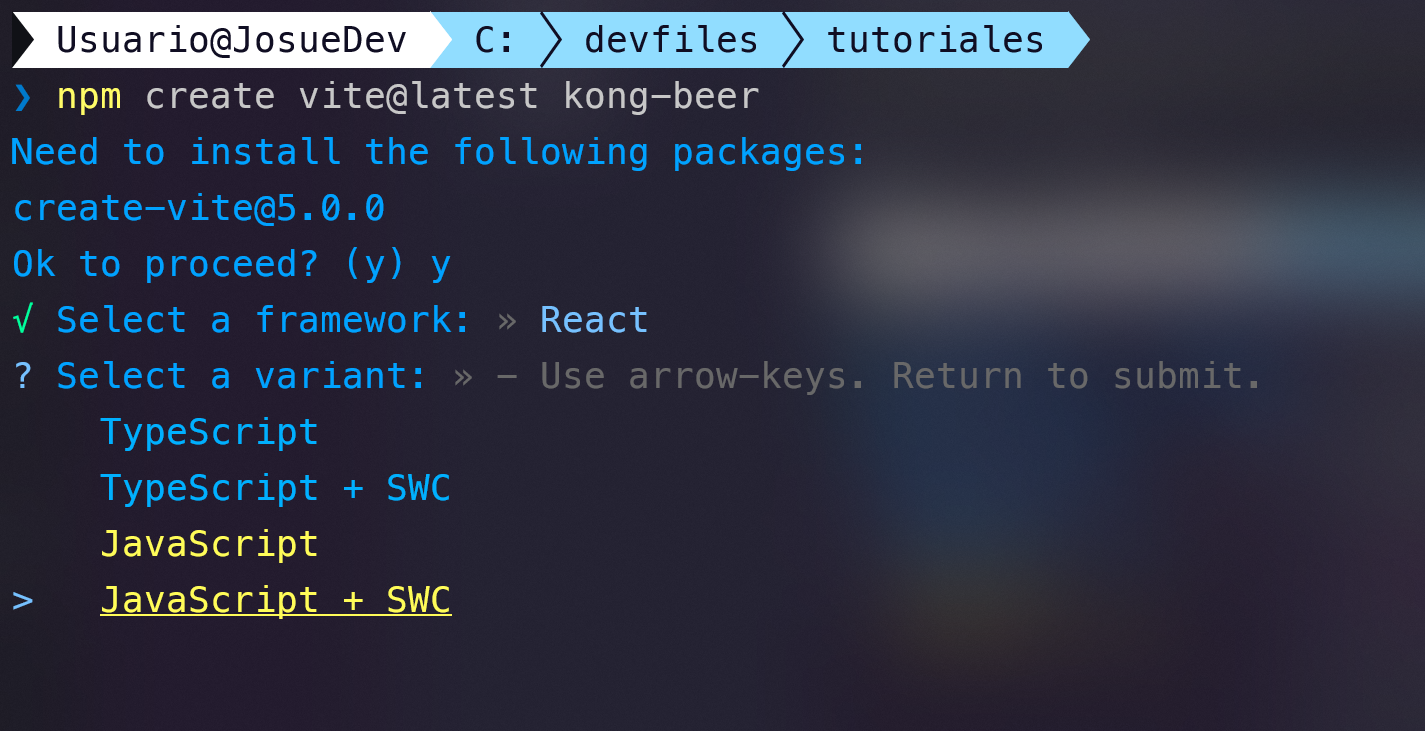 Usuario@JosueDev C: devfiles tutoriales
❯ npm create vite@latest kong-beer
Need to install the following packages:
create-vite@5.0.0
Ok to proceed? (y) y
√ Select a framework: » React
? Select a variant: » - Use arrow-keys. Return to submit.
TypeScript
TypeScript + SWC
JavaScript
> JavaScript + SWC